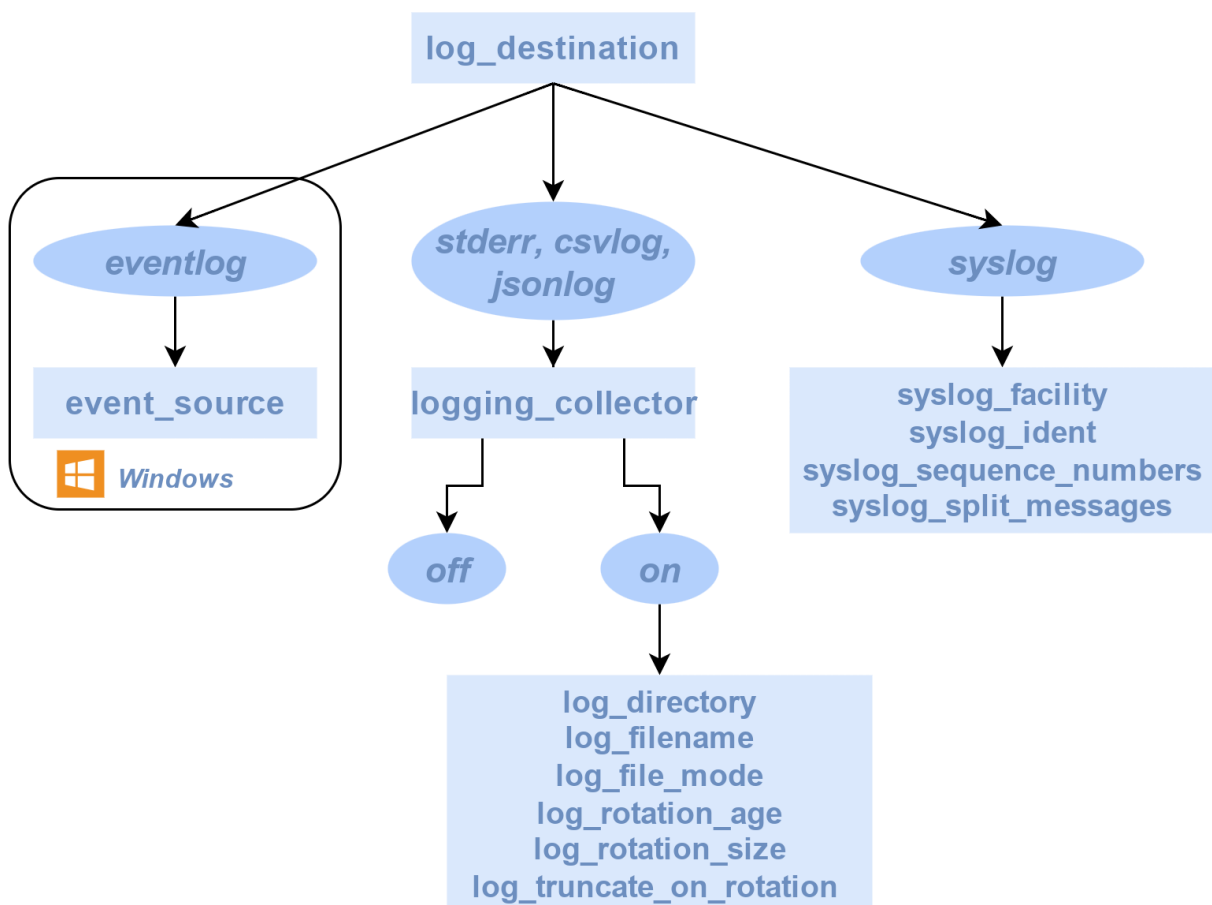 log_destination
eventlog
stderr, csvlog,
jsonlog
syslog
event_source
logging_collector
syslog_facility
syslog_ident
syslog_sequence_numbers
syslog_split_messages
Windows
off
on
log_directory
log_filename
log_file_mode
log_rotation_age
log_rotation_size
log_truncate_on_rotation